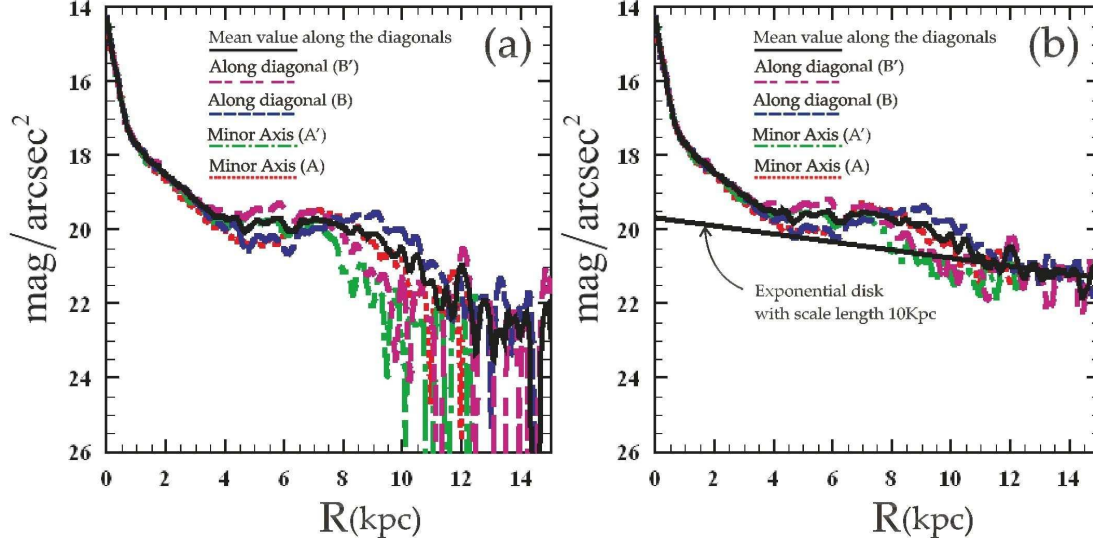 (a)
Mean value along the diagonals
Along diagonal (B')
Along diagonal (B)
Minor Axis (A')
Minor Axis (A)
mag/arcsec²
14
16
18
20
22
24
26
0
2
4
6
8
10
12
14
R(kpc)
(b)
Mean value along the diagonals
Along diagonal (B')
Along diagonal (B)
Minor Axis (A')
Minor Axis (A)
Exponential disk
with scale length 10Kpc
mag/arcsec²
14
16
18
20
22
24
26
0
2
4
6
8
10
12
14
R(kpc)